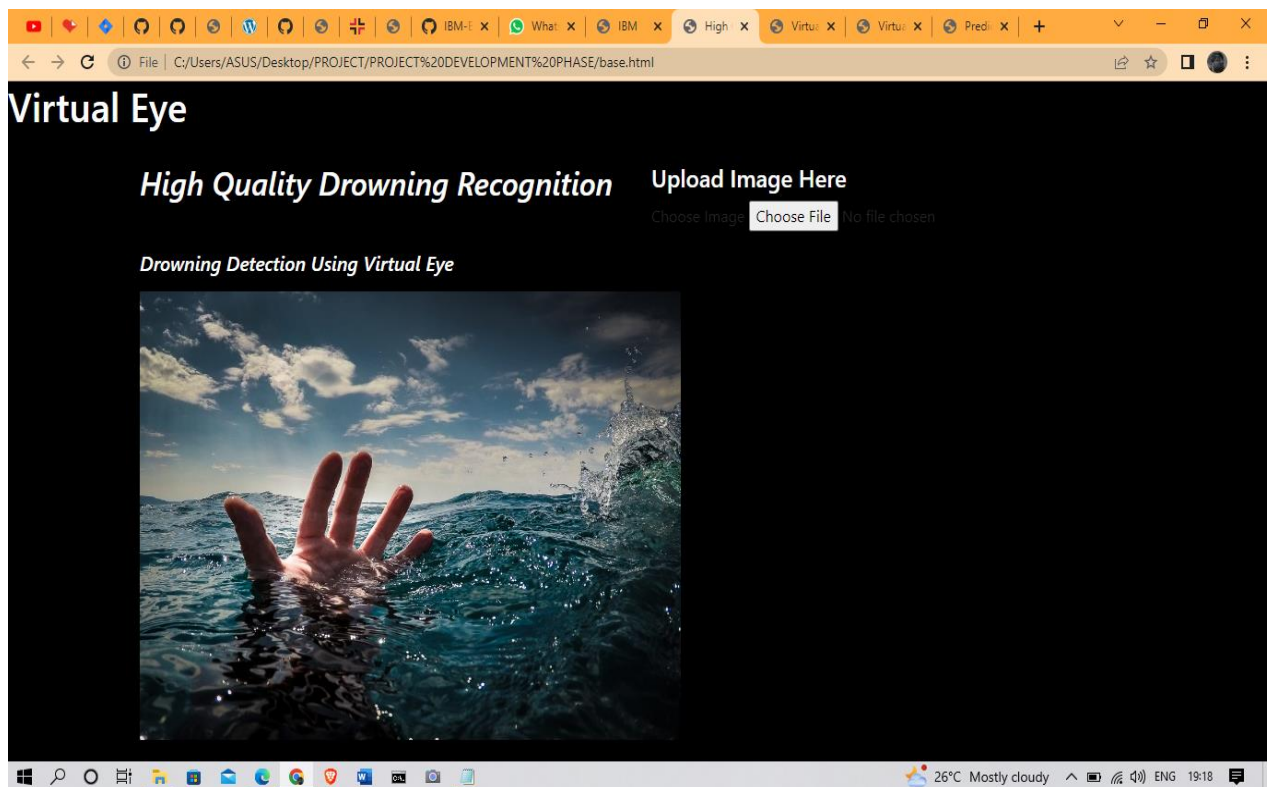 IBM-E
What
IBM
High
Virtua
Virtua
Predi
File C:/Users/ASUS/Desktop/PROJECT/PROJECT%20DEVELOPMENT%20PHASE/base.html
Virtual Eye
High Quality Drowning Recognition
Upload Image Here
Choose Image Choose File No file chosen
Drowning Detection Using Virtual Eye
26°C Mostly cloudy ENG 19:18